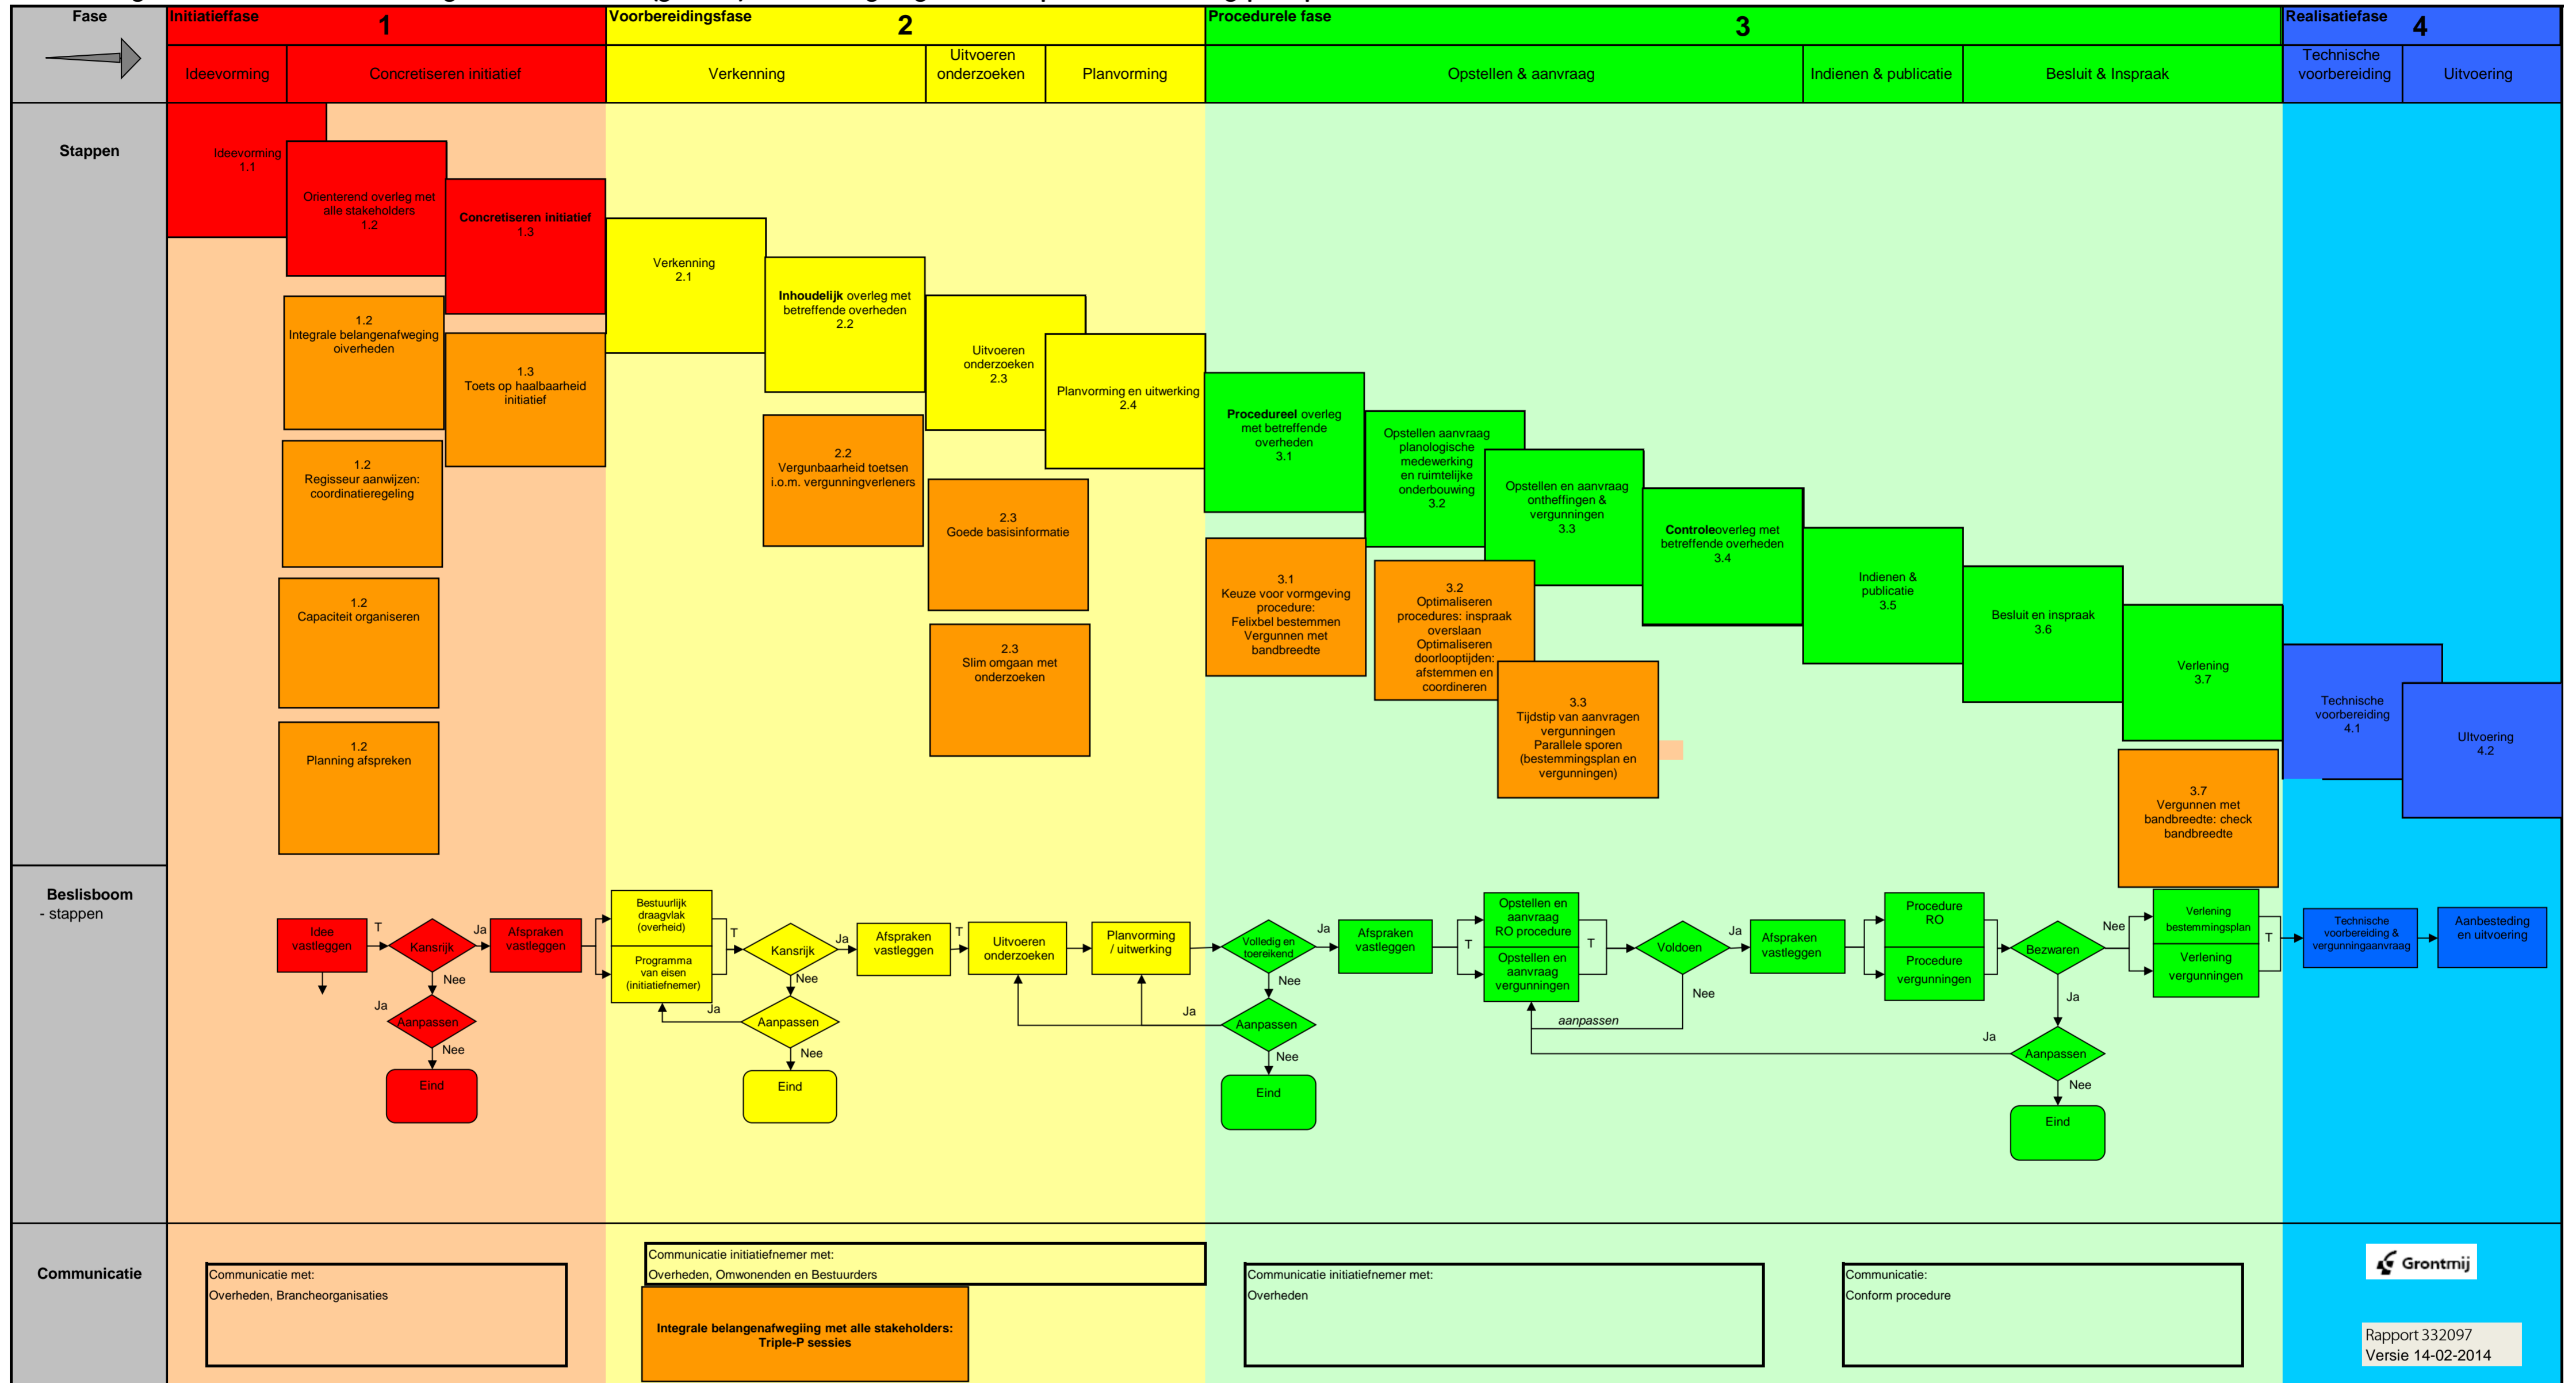 Fase
Initiatieffase
1
Voorbereidingsfase
2
Procedurele fase
3
Realisatiefase
4
Ideevorming
Concretiseren initiatief
Verkenning
Uitvoeren
onderzoeken
Planvorming
Opstellen & aanvraag
Indienen & publicatie
Besluit & Inspraak
Technische
voorbereiding
Uitvoering
Stappen
Ideevorming
1.1
Orienterend overleg met
alle stakeholders
1.2
Concretiseren initiatief
1.3
1.2
Integrale belangenafweging
oiverheden
1.3
Toets op haalbaarheid
initiatief
1.2
Regisseur aanwijzen:
coordinatieregeling
1.2
Capaciteit organiseren
1.2
Planning afspreken
Verkenning
2.1
Inhoudelijk overleg met
betreffende overheden
2.2
Uitvoeren
onderzoeken
2.3
Planvorming en uitwerking
2.4
2.2
Vergunbaarheid toetsen
i.o.m. vergunningverleners
2.3
Goede basisinformatie
2.3
Slim omgaan met
onderzoeken
Procedureel overleg
met betreffende
overheden
3.1
Opstellen aanvraag
planologische
medewerking
en ruimtelijke
onderbouwing
3.2
Opstellen en aanvraag
ontheffingen &
vergunningen
3.3
Controleoverleg met
betreffende overheden
3.4
Indienen &
publicatie
3.5
Besluit en inspraak
3.6
Verlening
3.7
3.1
Keuze voor vormgeving
procedure:
Felixbel bestemmen
Vergunnen met
bandbreedte
3.2
Optimaliseren
procedures: inspraak
overslaan
Optimaliseren
doorlooptijden:
afstemmen en
coordineren
3.3
Tijdstip van aanvragen
vergunningen
Parallele sporen
(bestemmingsplan en
vergunningen)
3.7
Vergunnen met
bandbreedte: check
bandbreedte
Technische
voorbereiding
4.1
UItvoering
4.2
Beslisboom
- stappen
Idee
vastleggen
T
Kansrijk
Ja
Afspraken
vastleggen
Nee
Ja
Aanpassen
Nee
Eind
Bestuurlijk
draagvlak
(overheid)
Programma
van eisen
(initiatiefnemer)
T
Kansrijk
Ja
Afspraken
vastleggen
T
Uitvoeren
onderzoeken
Planvorming
/ uitwerking
Nee
Ja
Aanpassen
Nee
Eind
Volledig en
toereikend
Ja
Afspraken
vastleggen
T
Nee
Ja
Aanpassen
Nee
Eind
Opstellen en
aanvraag
RO procedure
Opstellen en
aanvraag
vergunningen
T
Voldoen
Ja
Nee
aanpassen
Afspraken
vastleggen
Procedure
RO
Procedure
vergunningen
Bezwaren
Nee
Ja
Ja
Aanpassen
Nee
Eind
Verlening
bestemmingsplan
Verlening
vergunningen
T
Technische
voorbereiding &
vergunningaanvraag
Aanbesteding
en uitvoering
Communicatie
Communicatie met:
Overheden, Brancheorganisaties
Communicatie initiatiefnemer met:
Overheden, Omwonenden en Bestuurders
Integrale belangenafwegiing met alle stakeholders:
Triple-P sessies
Communicatie initiatiefnemer met:
Overheden
Communicatie:
Conform procedure
Grontmij
Rapport 332097
Versie 14-02-2014